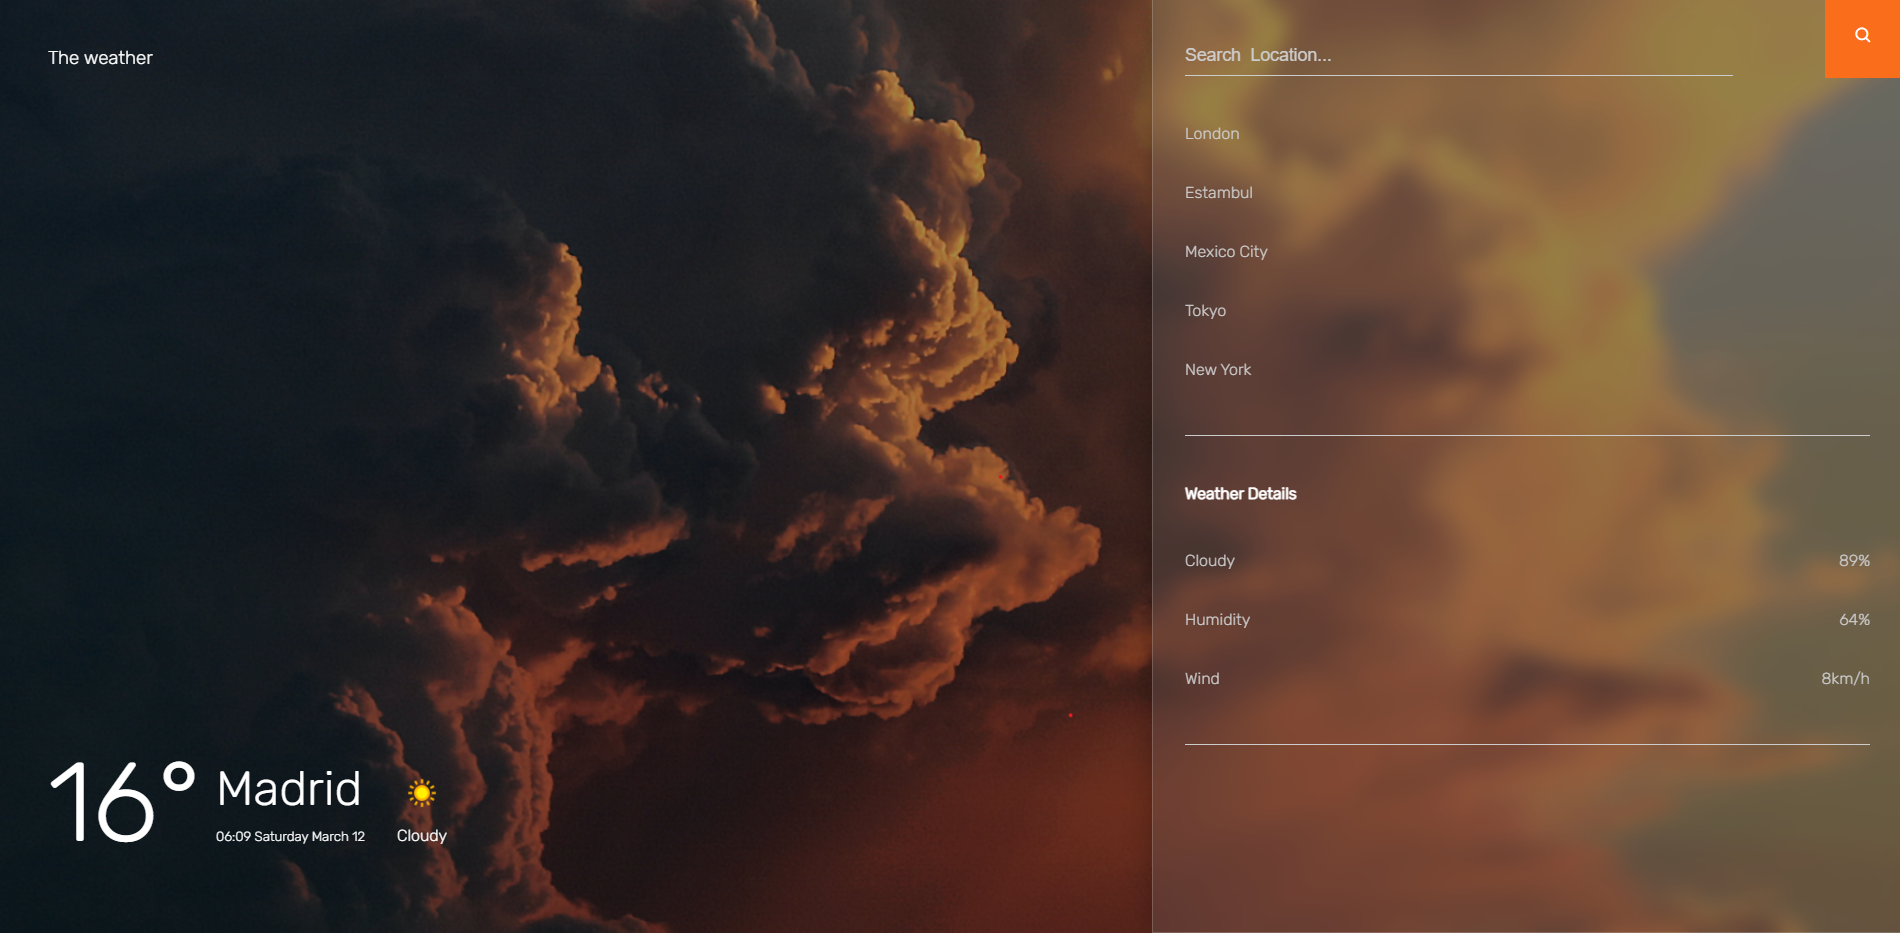 The weather
16°
Madrid
06:09 Saturday March 12
Cloudy
Search Location...
London
Estambul
Mexico City
Tokyo
New York
Weather Details
Cloudy 89%
Humidity 64%
Wind 8km/h